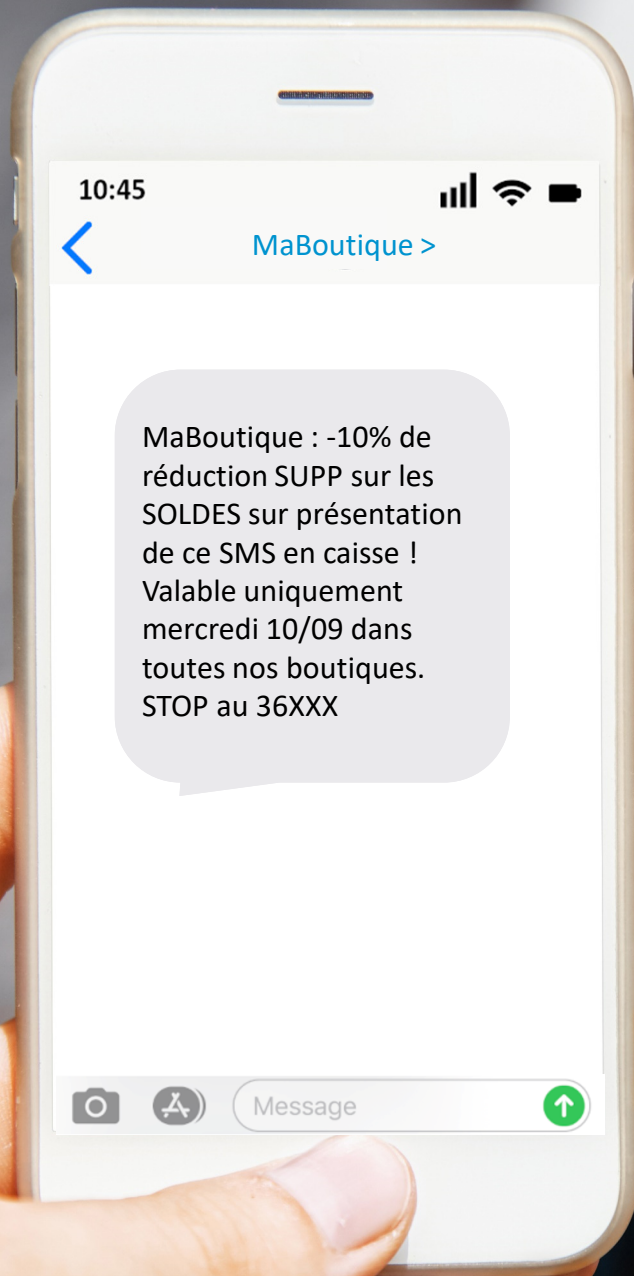 10:45
MaBoutique >
MaBoutique : -10% de
réduction SUPP sur les
SOLDES sur présentation
de ce SMS en caisse !
Valable uniquement
mercredi 10/09 dans
toutes nos boutiques.
STOP au 36XXX
Message